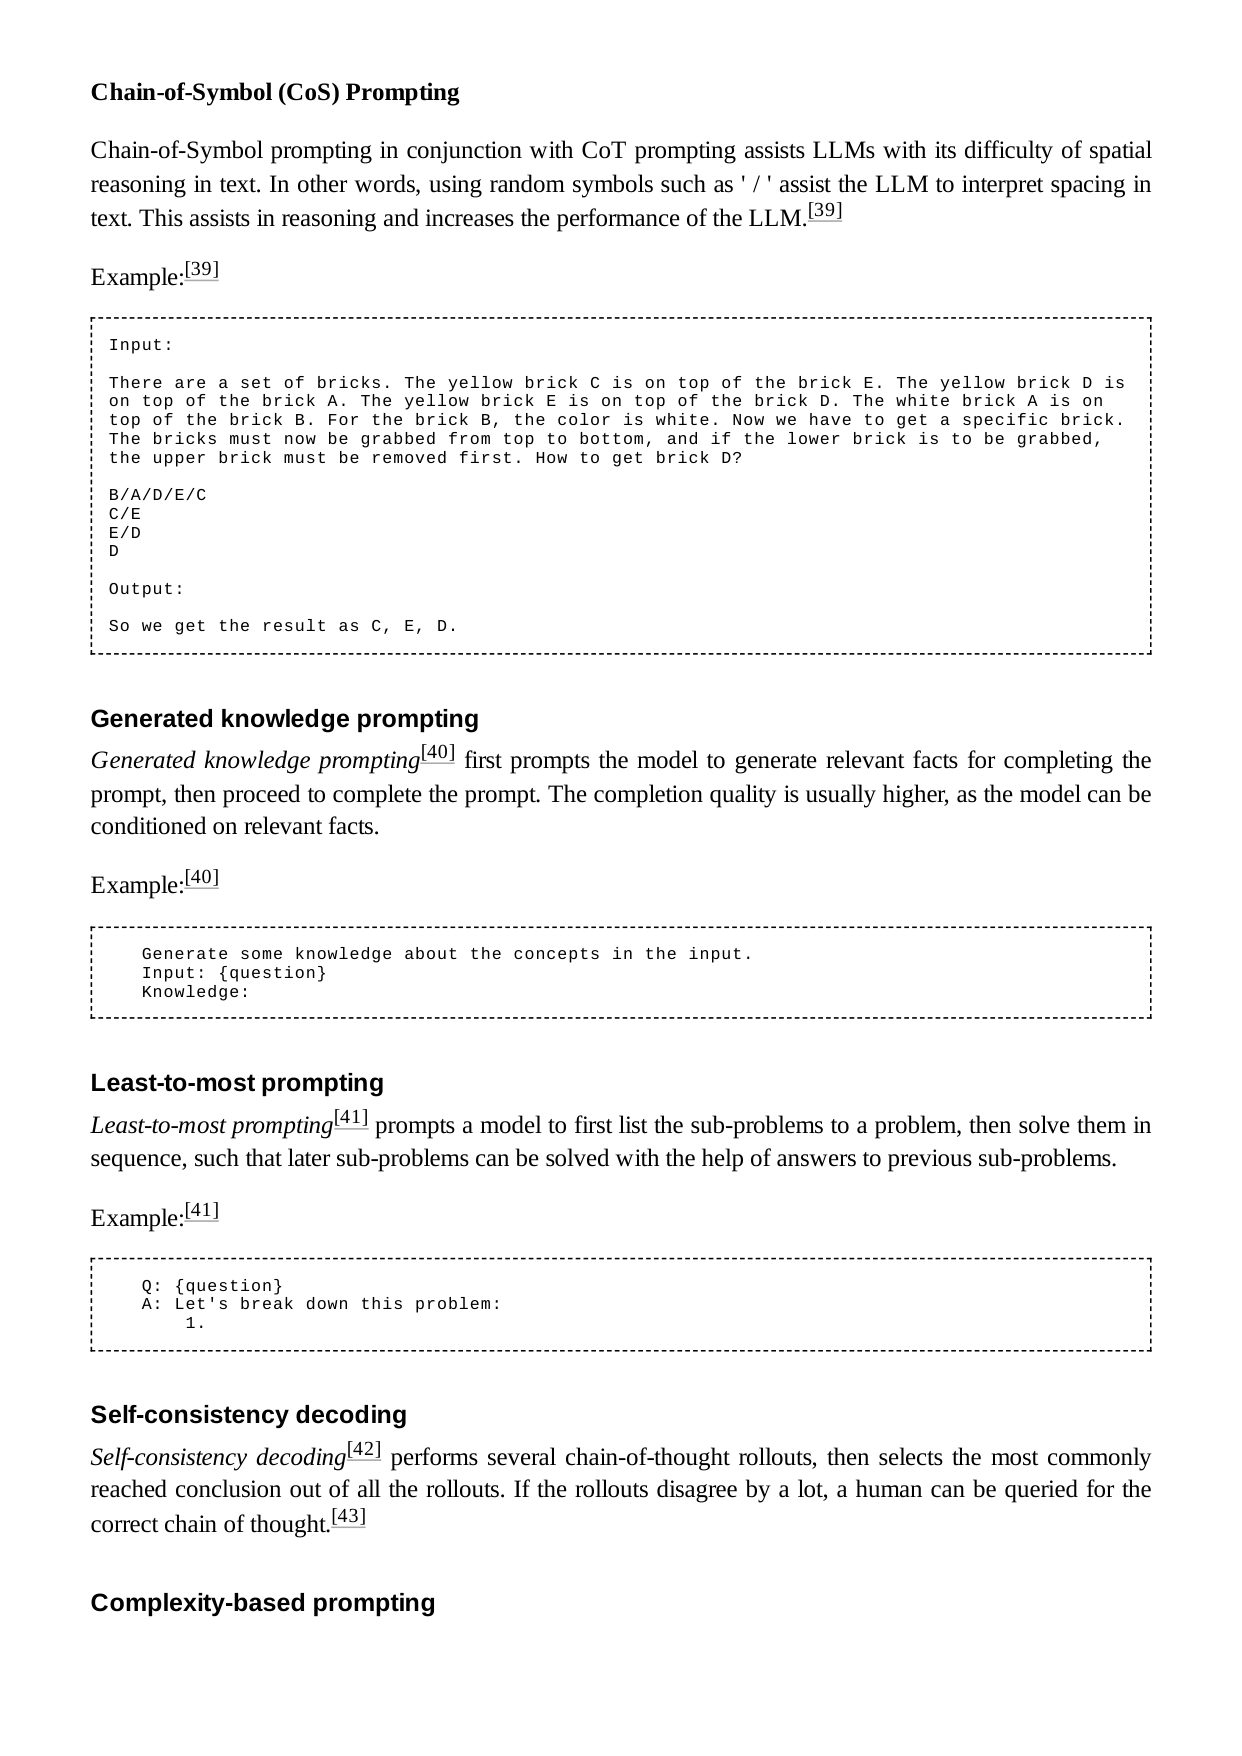 Chain-of-Symbol (CoS) Prompting
Chain-of-Symbol prompting in conjunction with CoT prompting assists LLMs with its difficulty of spatial
reasoning in text. In other words, using random symbols such as ' / ' assist the LLM to interpret spacing in
text. This assists in reasoning and increases the performance of the LLM.[39]
Example:[39]
Input:
There are a set of bricks. The yellow brick C is on top of the brick E. The yellow brick D is
on top of the brick A. The yellow brick E is on top of the brick D. The white brick A is on
top of the brick B. For the brick B, the color is white. Now we have to get a specific brick.
The bricks must now be grabbed from top to bottom, and if the lower brick is to be grabbed,
the upper brick must be removed first. How to get brick D?
B/A/D/E/C
C/E
E/D
D
Output:
So we get the result as C, E, D.
Generated knowledge prompting
Generated knowledge prompting[40] first prompts the model to generate relevant facts for completing the
prompt, then proceed to complete the prompt. The completion quality is usually higher, as the model can be
conditioned on relevant facts.
Example:[40]
Generate some knowledge about the concepts in the input.
Input: {question}
Knowledge:
Least-to-most prompting
Least-to-most prompting[41] prompts a model to first list the sub-problems to a problem, then solve them in
sequence, such that later sub-problems can be solved with the help of answers to previous sub-problems.
Example:[41]
Q: {question}
A: Let's break down this problem:
1.
Self-consistency decoding
Self-consistency decoding[42] performs several chain-of-thought rollouts, then selects the most commonly
reached conclusion out of all the rollouts. If the rollouts disagree by a lot, a human can be queried for the
correct chain of thought.[43]
Complexity-based prompting